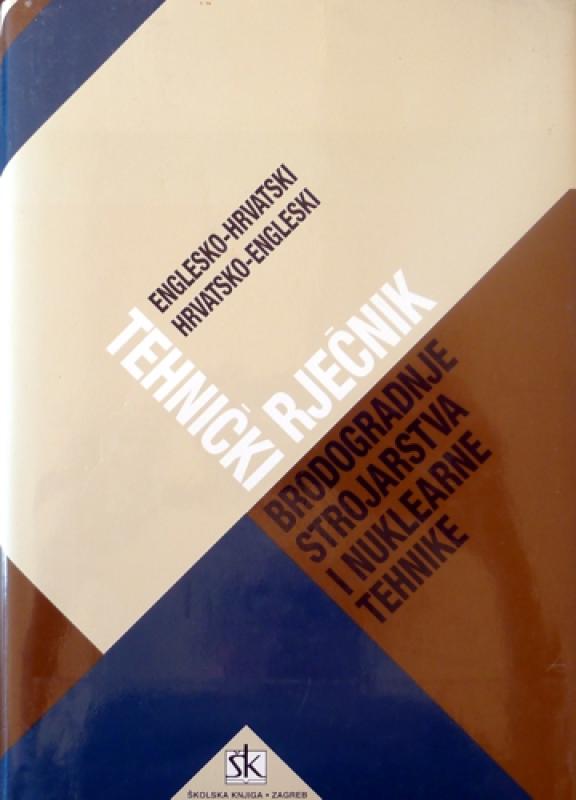 ENGLESKO-HRVATSKI
HRVATSKO-ENGLESKI
TEHNIČKI
RJEČNIK
BRODOGRADNJE
STROJARSTVA
I NUKLEARNE
TEHNIKE
šk
ŠKOLSKA KNJIGA • ZAGREB